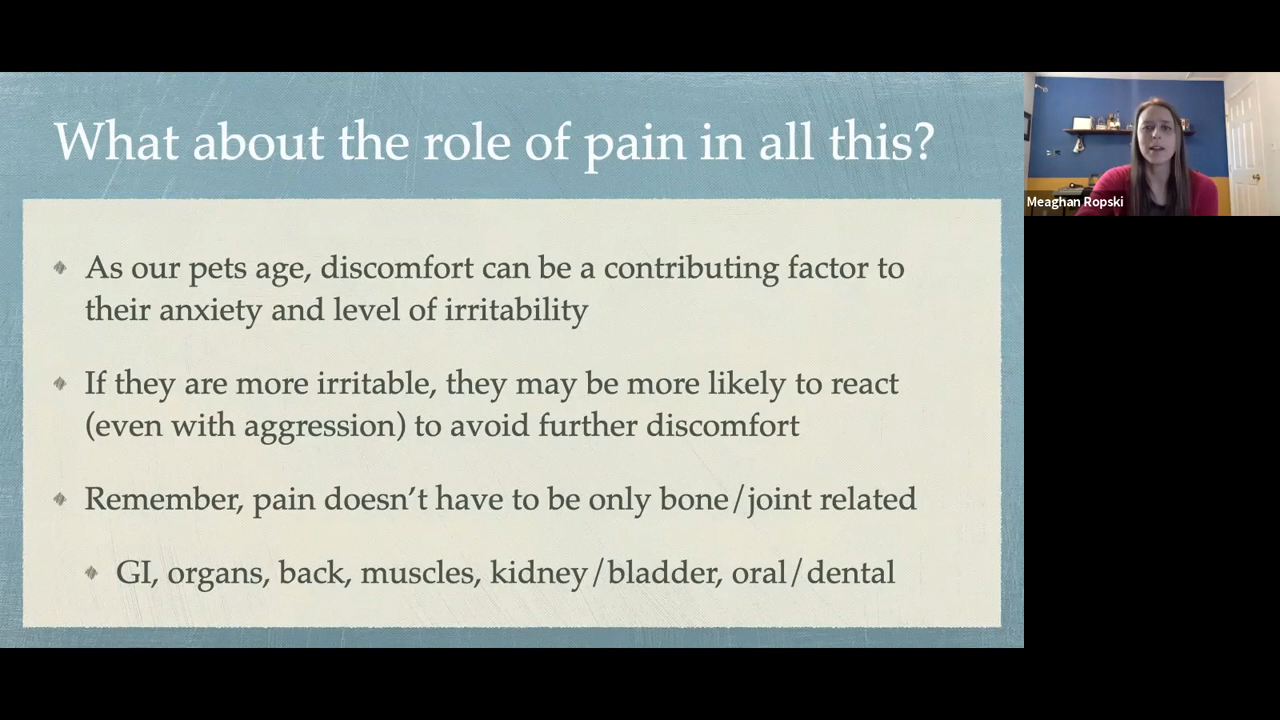 What about the role of pain in all this?
As our pets age, discomfort can be a contributing factor to
their anxiety and level of irritability
If they are more irritable, they may be more likely to react
(even with aggression) to avoid further discomfort
Remember, pain doesn't have to be only bone/joint related
GI, organs, back, muscles, kidney/bladder, oral/dental
Meaghan Ropski